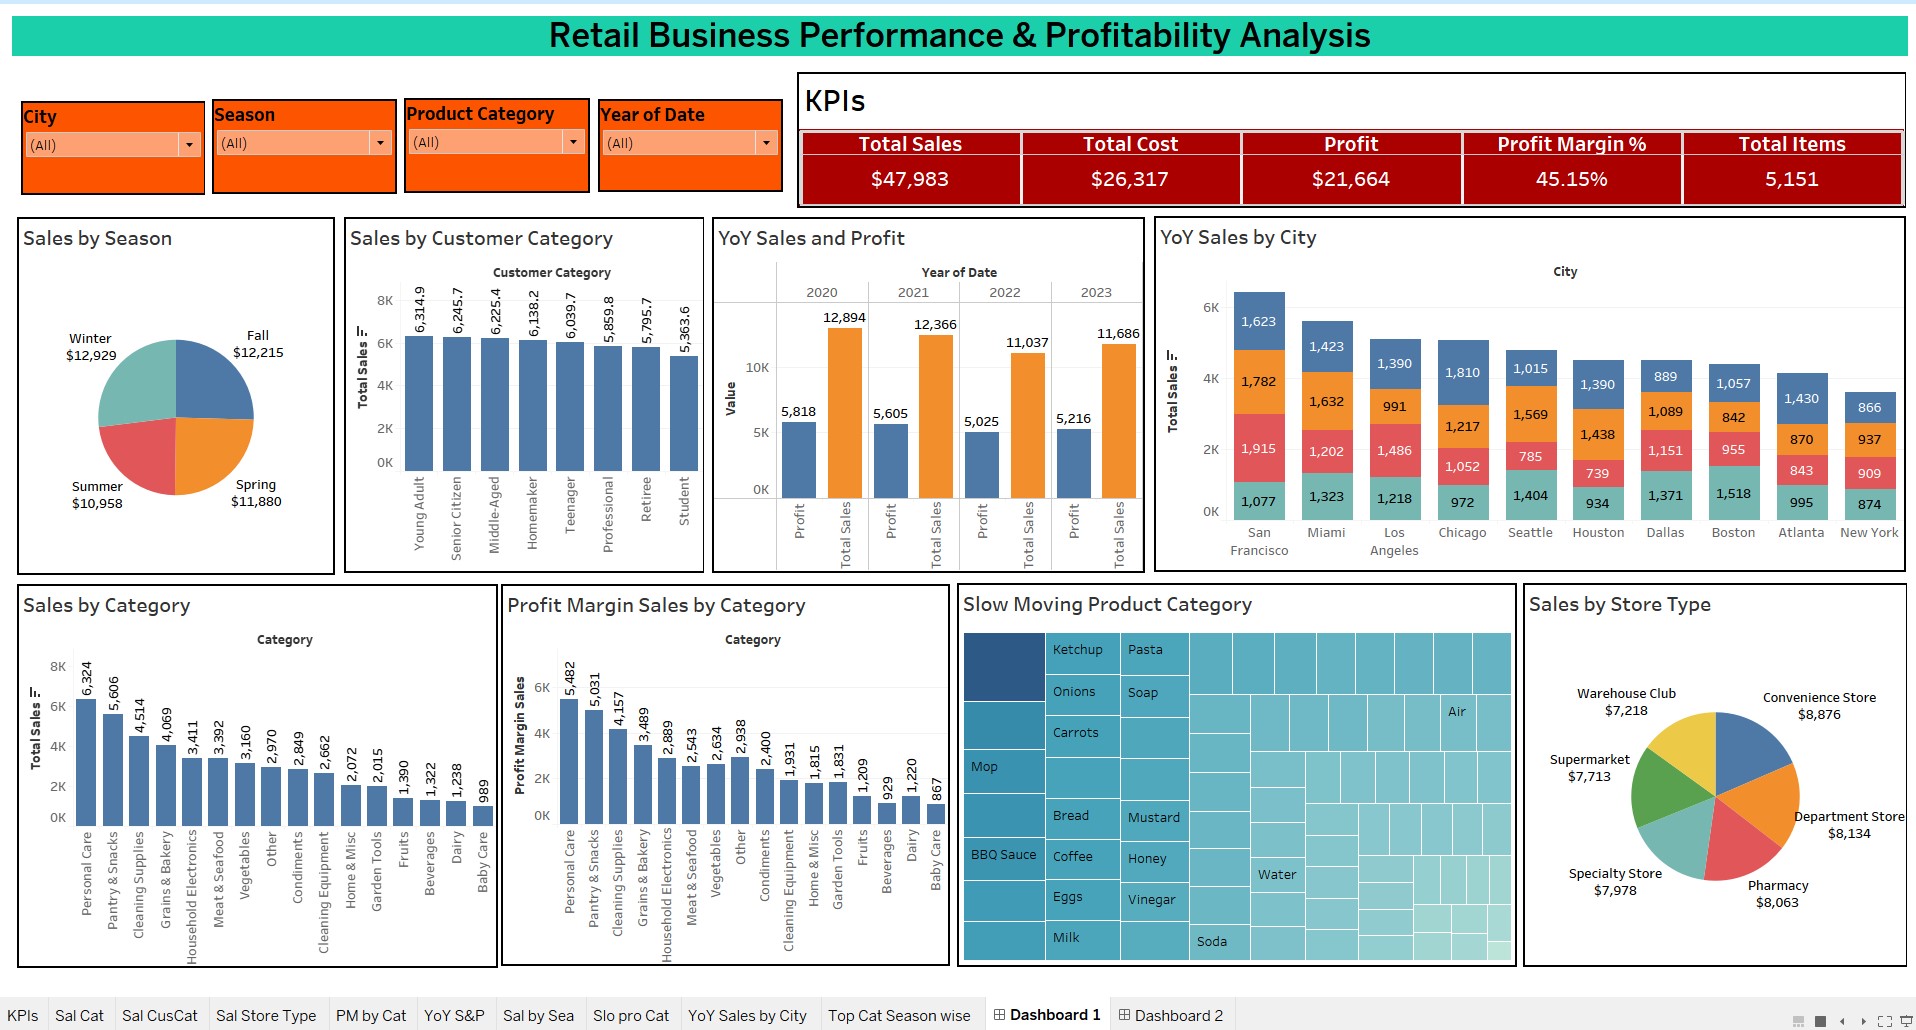 Retail Business Performance & Profitability Analysis
City
(All)
Season
(All)
Product Category
(All)
Year of Date
(All)
KPIs
Total Sales Total Cost Profit Profit Margin % Total Items
$47,983 $26,317 $21,664 45.15% 5,151
Sales by Season
Winter
$12,929
Fall
$12,215
Summer
$10,958
Spring
$11,880
Sales by Customer Category
Customer Category
Total Sales
8K
6K
4K
2K
0K
6,314.9 6,245.7 6,225.4 6,138.2 6,039.7 5,859.8 5,795.7 5,363.6
Young Adult Senior Citizen Middle-Aged Homemaker Teenager Professional Retiree Student
YoY Sales and Profit
Year of Date
2020 2021 2022 2023
Value
10K
5K
0K
5,818 12,894 5,605 12,366 5,025 11,037 5,216 11,686
Profit Total Sales Profit Total Sales Profit Total Sales Profit Total Sales
YoY Sales by City
City
Total Sales
6K
4K
2K
0K
1,623 1,423 1,390 1,810 1,015 1,390 889 1,057 1,430 866
1,782 1,632 991 1,217 1,569 1,438 1,089 842 870 937
1,915 1,202 1,486 1,052 785 739 1,151 955 843 909
1,077 1,323 1,218 972 1,404 934 1,371 1,518 995 874
San Miami Los Chicago Seattle Houston Dallas Boston Atlanta New York
Francisco Angeles
Sales by Category
Category
Total Sales
8K
6K
4K
2K
0K
6,324 5,606 4,514 4,069 3,411 3,392 3,160 2,970 2,849 2,662 2,072 2,015 1,390 1,322 1,238 989
Personal Care Pantry & Snacks Cleaning Supplies Grains & Bakery Household Electronics Meat & Seafood Vegetables Other Condiments Cleaning Equipment Home & Misc Garden Tools Fruits Beverages Dairy Baby Care
Profit Margin Sales by Category
Category
Profit Margin Sales
6K
4K
2K
0K
5,482 5,031 4,157 3,489 2,889 2,543 2,634 2,938 2,400 1,931 1,815 1,831 1,209 929 1,220 867
Personal Care Pantry & Snacks Cleaning Supplies Grains & Bakery Household Electronics Meat & Seafood Vegetables Other Condiments Cleaning Equipment Home & Misc Garden Tools Fruits Beverages Dairy Baby Care
Slow Moving Product Category
Mop
BBQ Sauce
Ketchup
Onions
Carrots
Bread
Coffee
Eggs
Milk
Pasta
Soap
Mustard
Honey
Vinegar
Soda
Water
Air
Sales by Store Type
Warehouse Club
$7,218
Convenience Store
$8,876
Supermarket
$7,713
Department Store
$8,134
Specialty Store
$7,978
Pharmacy
$8,063
KPIs Sal Cat Sal CusCat Sal Store Type PM by Cat YoY S&P Sal by Sea Slo pro Cat YoY Sales by City Top Cat Season wise Dashboard 1 Dashboard 2